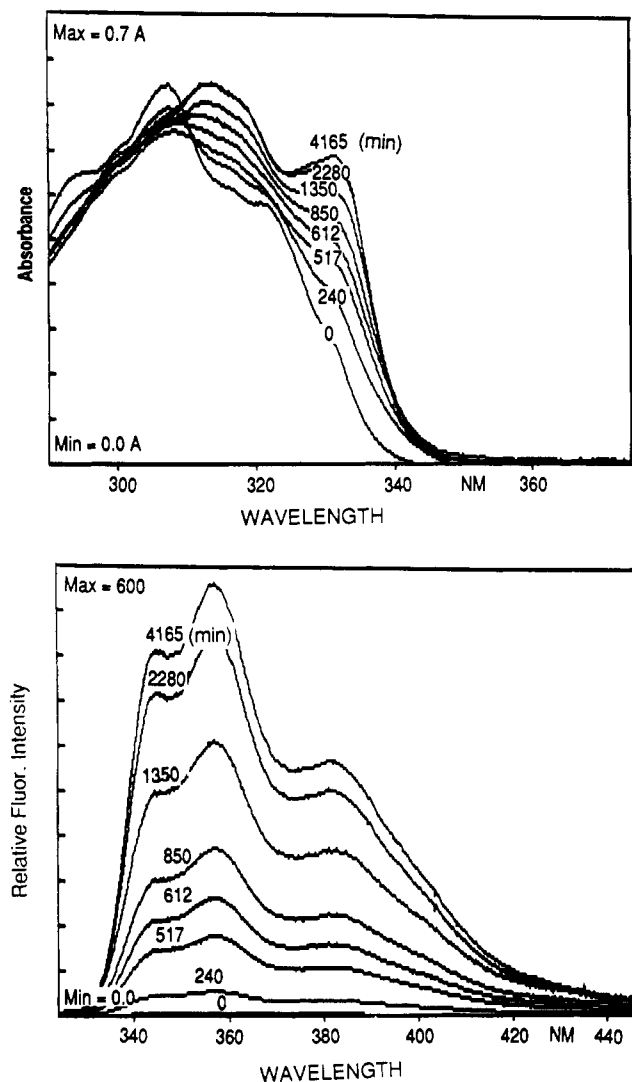 Max = 0.7 A
Absorbance
4165 (min)
2280
1350
850
612
517
240
0
Min = 0.0 A
300
320
340
NM
360
WAVELENGTH
Max = 600
Relative Fluor. Intensity
4165 (min)
2280
1350
850
612
517
240
0
Min = 0.0
340
360
380
400
420
NM
440
WAVELENGTH